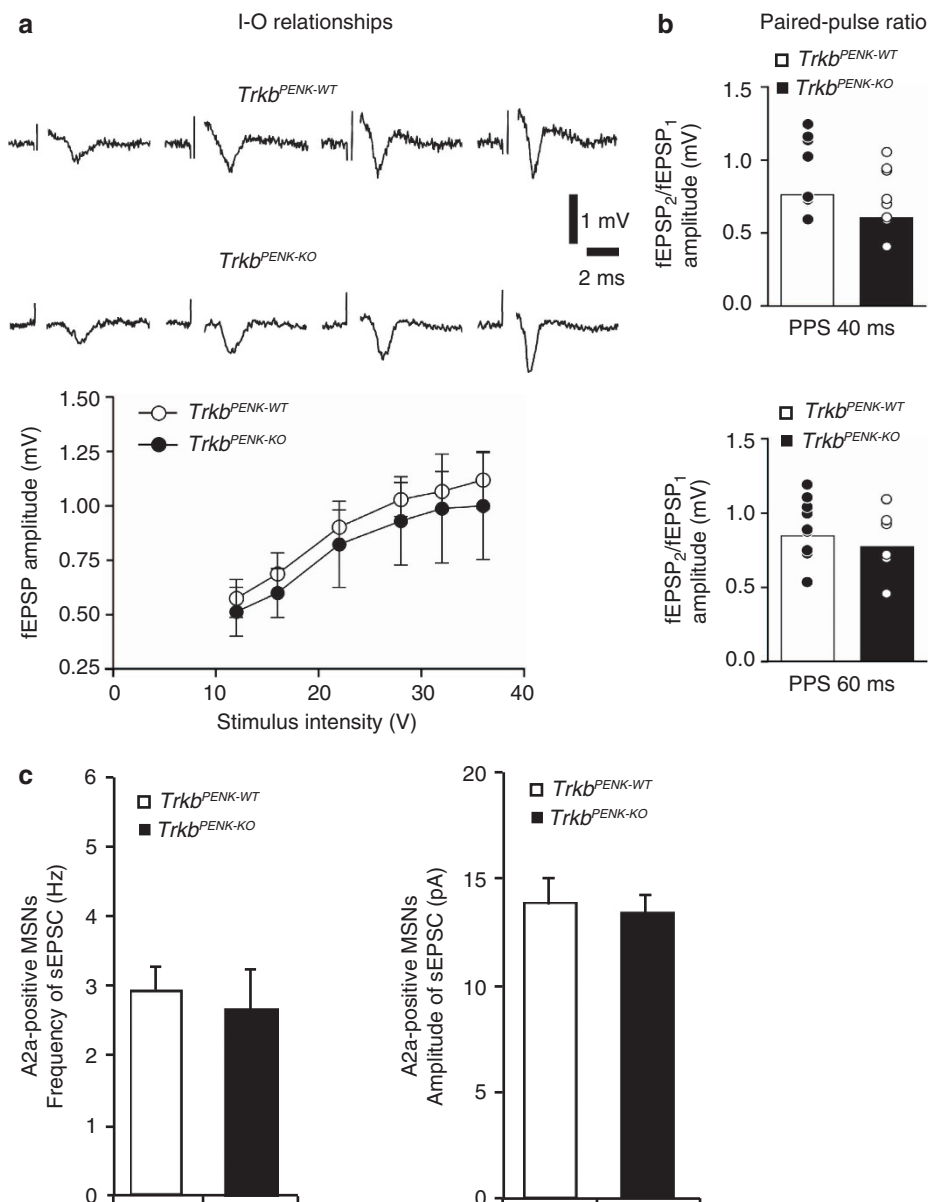 a
I-O relationships
Trkb^PENK-WT
1 mV
2 ms
Trkb^PENK-KO
fEPSP amplitude (mV)
1.50
1.25
1.00
0.75
0.50
0.25
Trkb^PENK-WT
Trkb^PENK-KO
0 10 20 30 40
Stimulus intensity (V)
b
Paired-pulse ratio
Trkb^PENK-WT
Trkb^PENK-KO
fEPSP₂/fEPSP₁
amplitude (mV)
1.5
1.0
0.5
0.0
PPS 40 ms
Trkb^PENK-WT
Trkb^PENK-KO
fEPSP₂/fEPSP₁
amplitude (mV)
1.5
1.0
0.5
0.0
PPS 60 ms
c
A2a-positive MSNs
Frequency of sEPSC (Hz)
6
5
4
3
2
1
0
Trkb^PENK-WT
Trkb^PENK-KO
A2a-positive MSNs
Amplitude of sEPSC (pA)
20
15
10
5
0
Trkb^PENK-WT
Trkb^PENK-KO